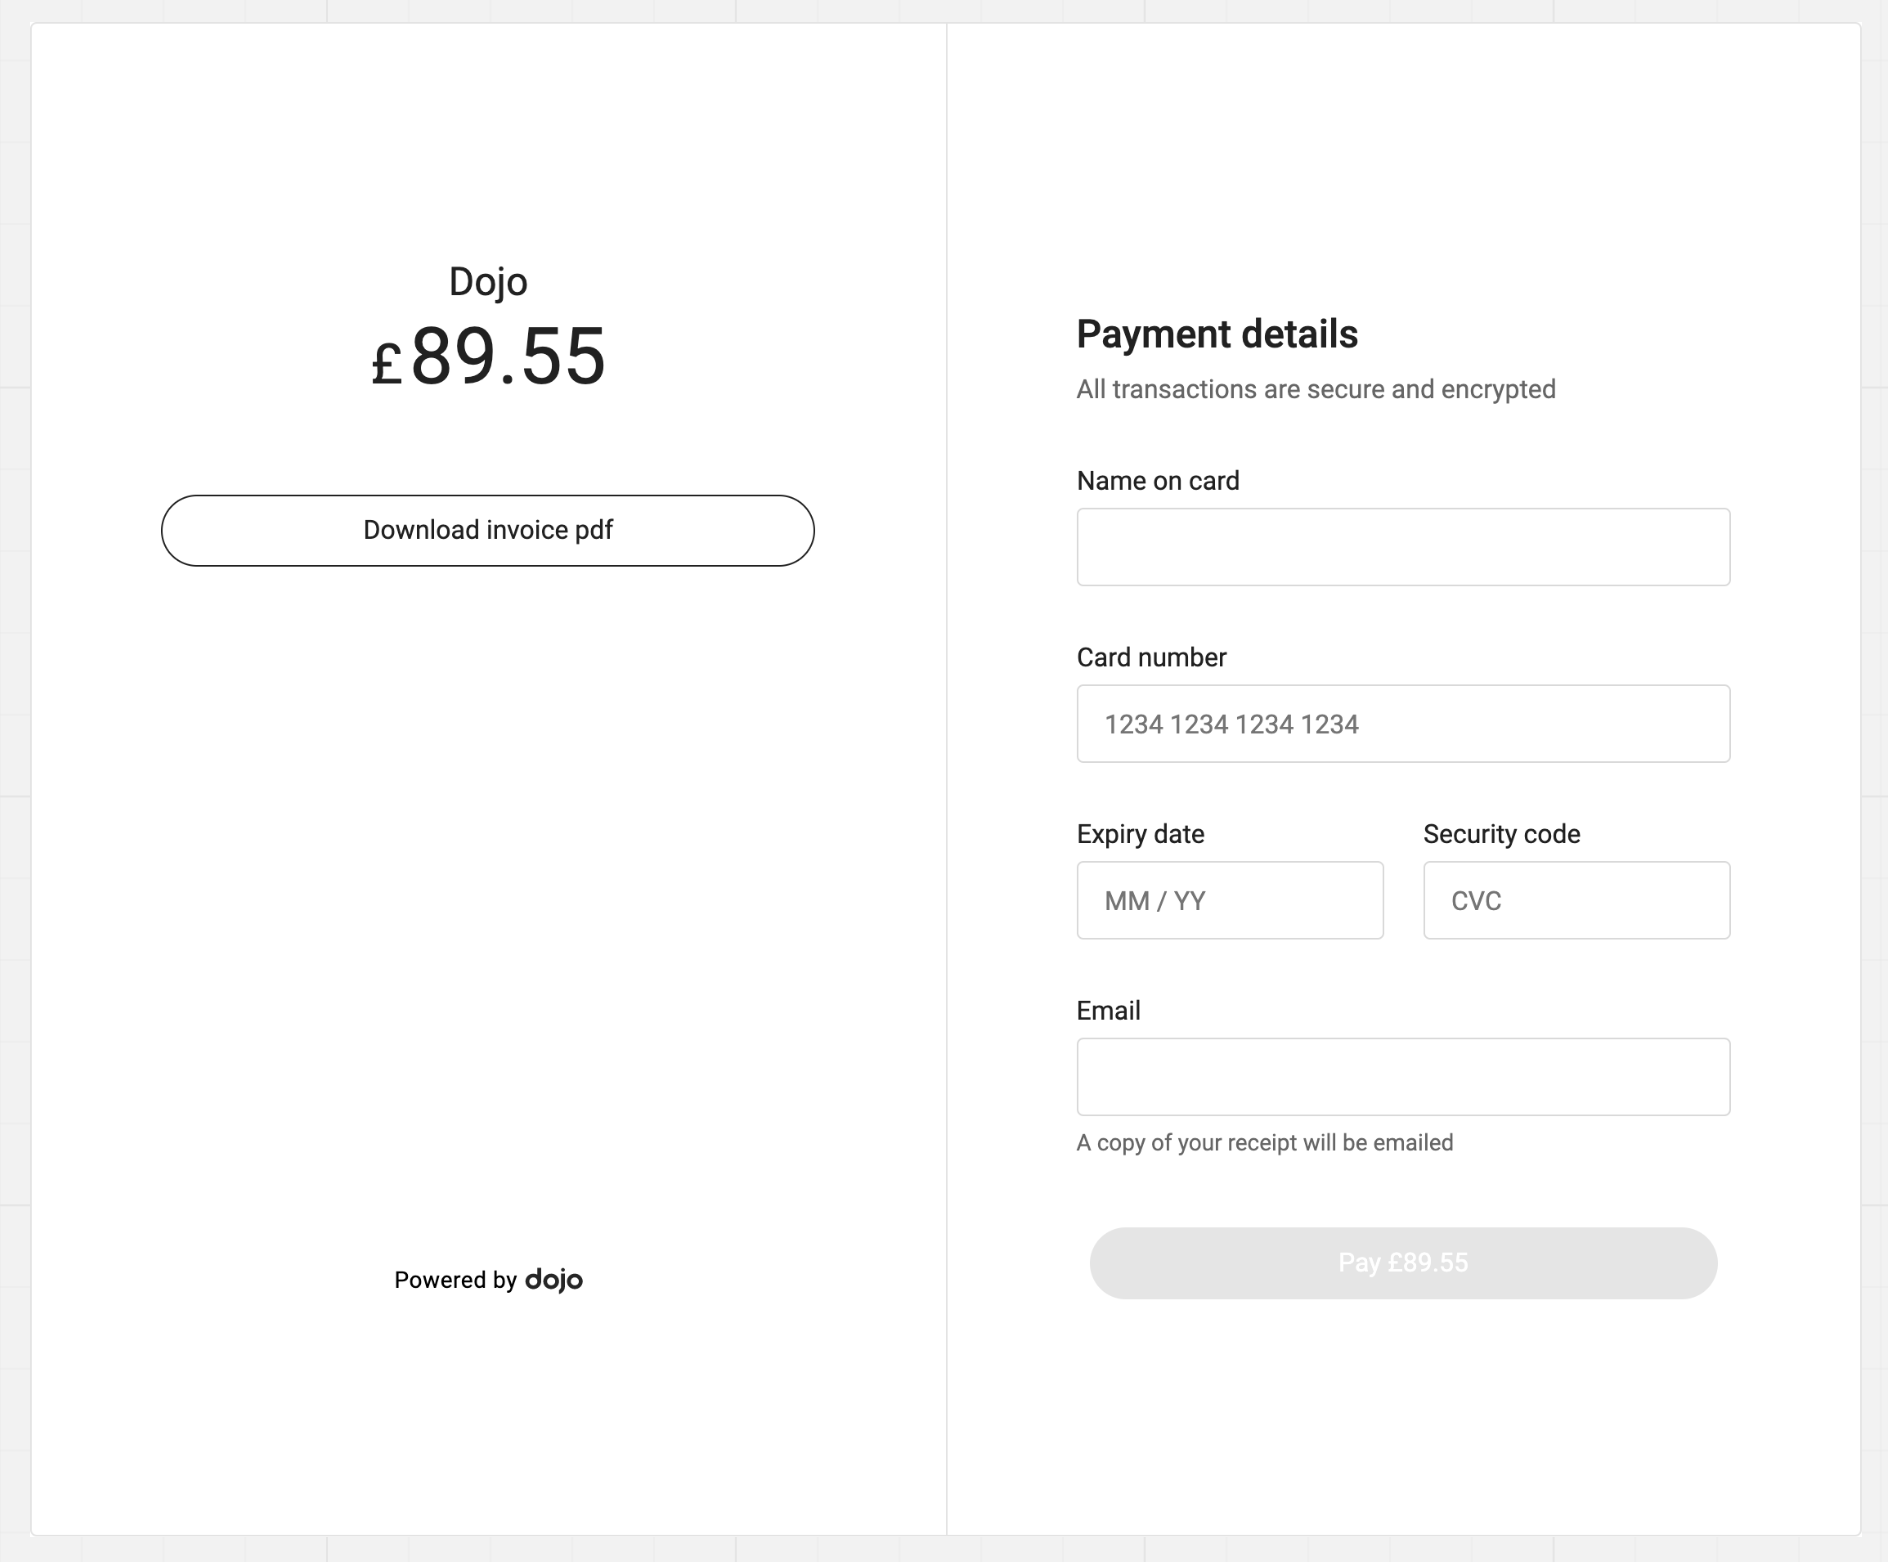 Dojo
£89.55
Download invoice pdf
Powered by dojo
Payment details
All transactions are secure and encrypted
Name on card
Card number
1234 1234 1234 1234
Expiry date
Security code
MM / YY
CVC
Email
A copy of your receipt will be emailed
Pay £89.55